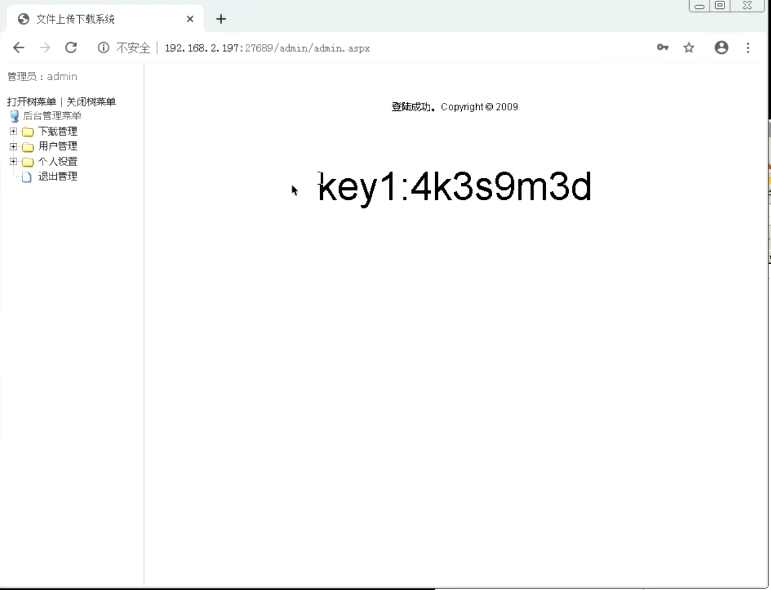 文件上传下载系统
不安全 | 192.168.2.197:27689/admin/admin.aspx
管理员：admin
打开树菜单 | 关闭树菜单
后台管理菜单
下载管理
用户管理
个人设置
退出管理
登陆成功。Copyright © 2009
key1:4k3s9m3d